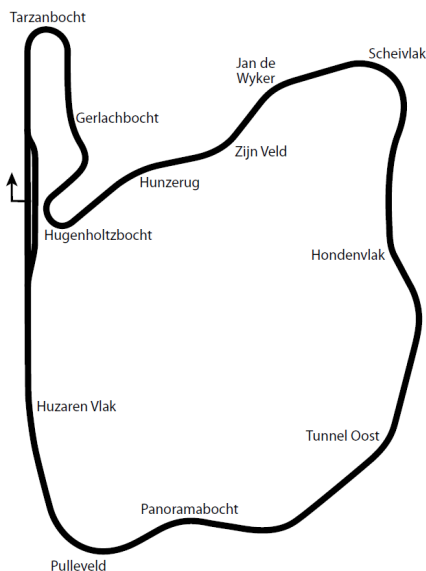 Tarzanbocht
Jan de
Wyker
Scheivlak
Gerlachbocht
Zijn Veld
Hunzerug
Hugenholtzbocht
Hondenvlak
Huzaren Vlak
Tunnel Oost
Panoramabocht
Pulleveld